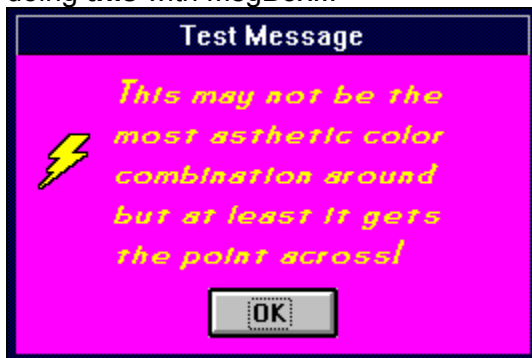 doing this with MsgBox...
Test Message
This may not be the
most asthetic color
combination around
but at least it gets
the point across!
OK